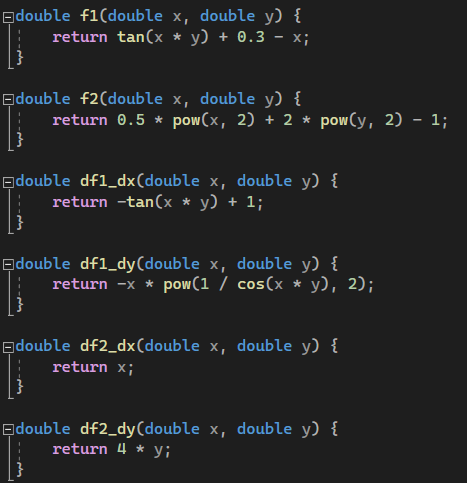 double f1(double x, double y) {
    return tan(x * y) + 0.3 - x;
}
double f2(double x, double y) {
    return 0.5 * pow(x, 2) + 2 * pow(y, 2) - 1;
}
double df1_dx(double x, double y) {
    return -tan(x * y) + 1;
}
double df1_dy(double x, double y) {
    return -x * pow(1 / cos(x * y), 2);
}
double df2_dx(double x, double y) {
    return x;
}
double df2_dy(double x, double y) {
    return 4 * y;
}